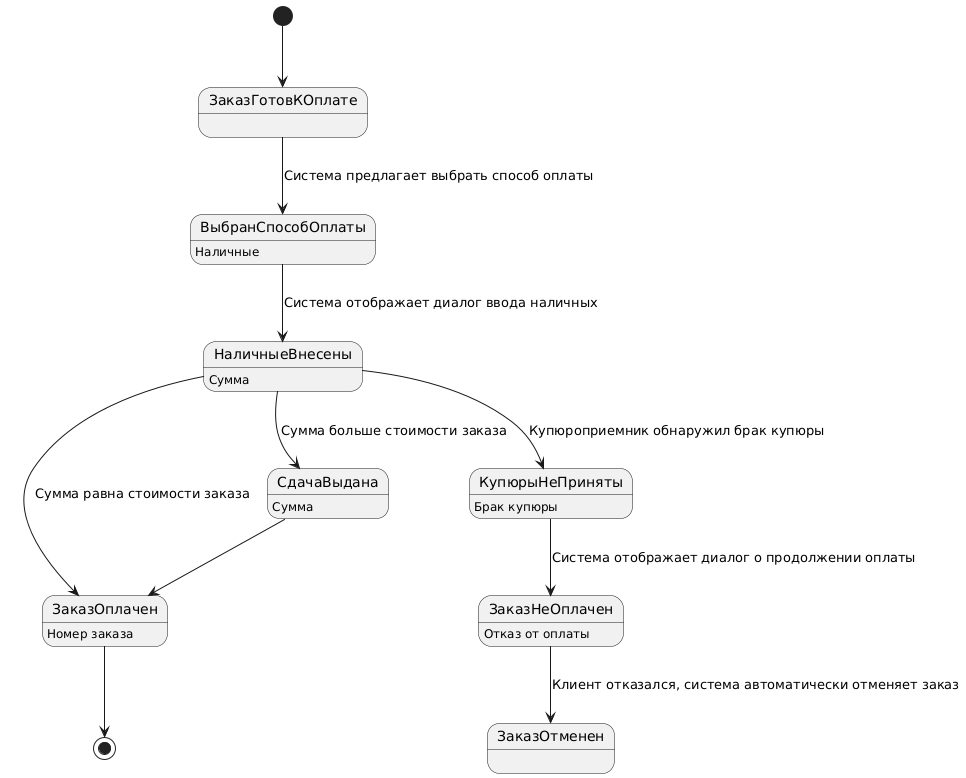 ЗаказГотовКОплате
Система предлагает выбрать способ оплаты
ВыбранСпособОплаты
Наличные
Система отображает диалог ввода наличных
НаличныеВнесены
Сумма
Сумма больше стоимости заказа
Купюроприемник обнаружил брак купюры
Сумма равна стоимости заказа
СдачаВыдана
Сумма
КупюрыНеПриняты
Брак купюры
Система отображает диалог о продолжении оплаты
ЗаказОплачен
Номер заказа
ЗаказНеОплачен
Отказ от оплаты
Клиент отказался, система автоматически отменяет заказ
ЗаказОтменен